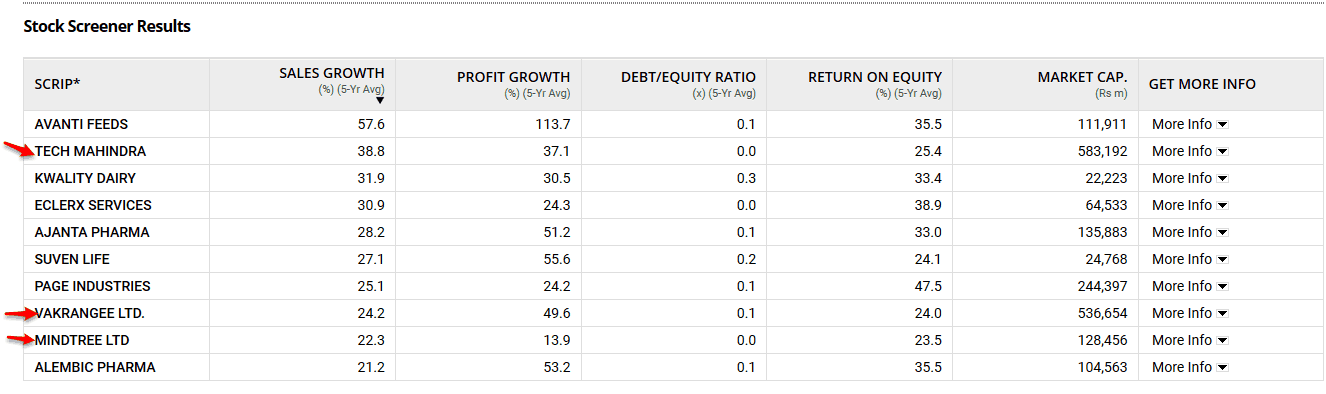 Stock Screener Results
SCRIP* SALES GROWTH (%) (5-Yr Avg) PROFIT GROWTH (%) (5-Yr Avg) DEBT/EQUITY RATIO (x) (5-Yr Avg) RETURN ON EQUITY (%) (5-Yr Avg) MARKET CAP. (Rs m) GET MORE INFO
AVANTI FEEDS 57.6 113.7 0.1 35.5 111,911 More Info
TECH MAHINDRA 38.8 37.1 0.0 25.4 583,192 More Info
KWALITY DAIRY 31.9 30.5 0.3 33.4 22,223 More Info
ECLERX SERVICES 30.9 24.3 0.0 38.9 64,533 More Info
AJANTA PHARMA 28.2 51.2 0.1 33.0 135,883 More Info
SUVEN LIFE 27.1 55.6 0.2 24.1 24,768 More Info
PAGE INDUSTRIES 25.1 24.2 0.1 47.5 244,397 More Info
VAKRANGEE LTD. 24.2 49.6 0.1 24.0 536,654 More Info
MINDTREE LTD 22.3 13.9 0.0 23.5 128,456 More Info
ALEMBIC PHARMA 21.2 53.2 0.1 35.5 104,563 More Info